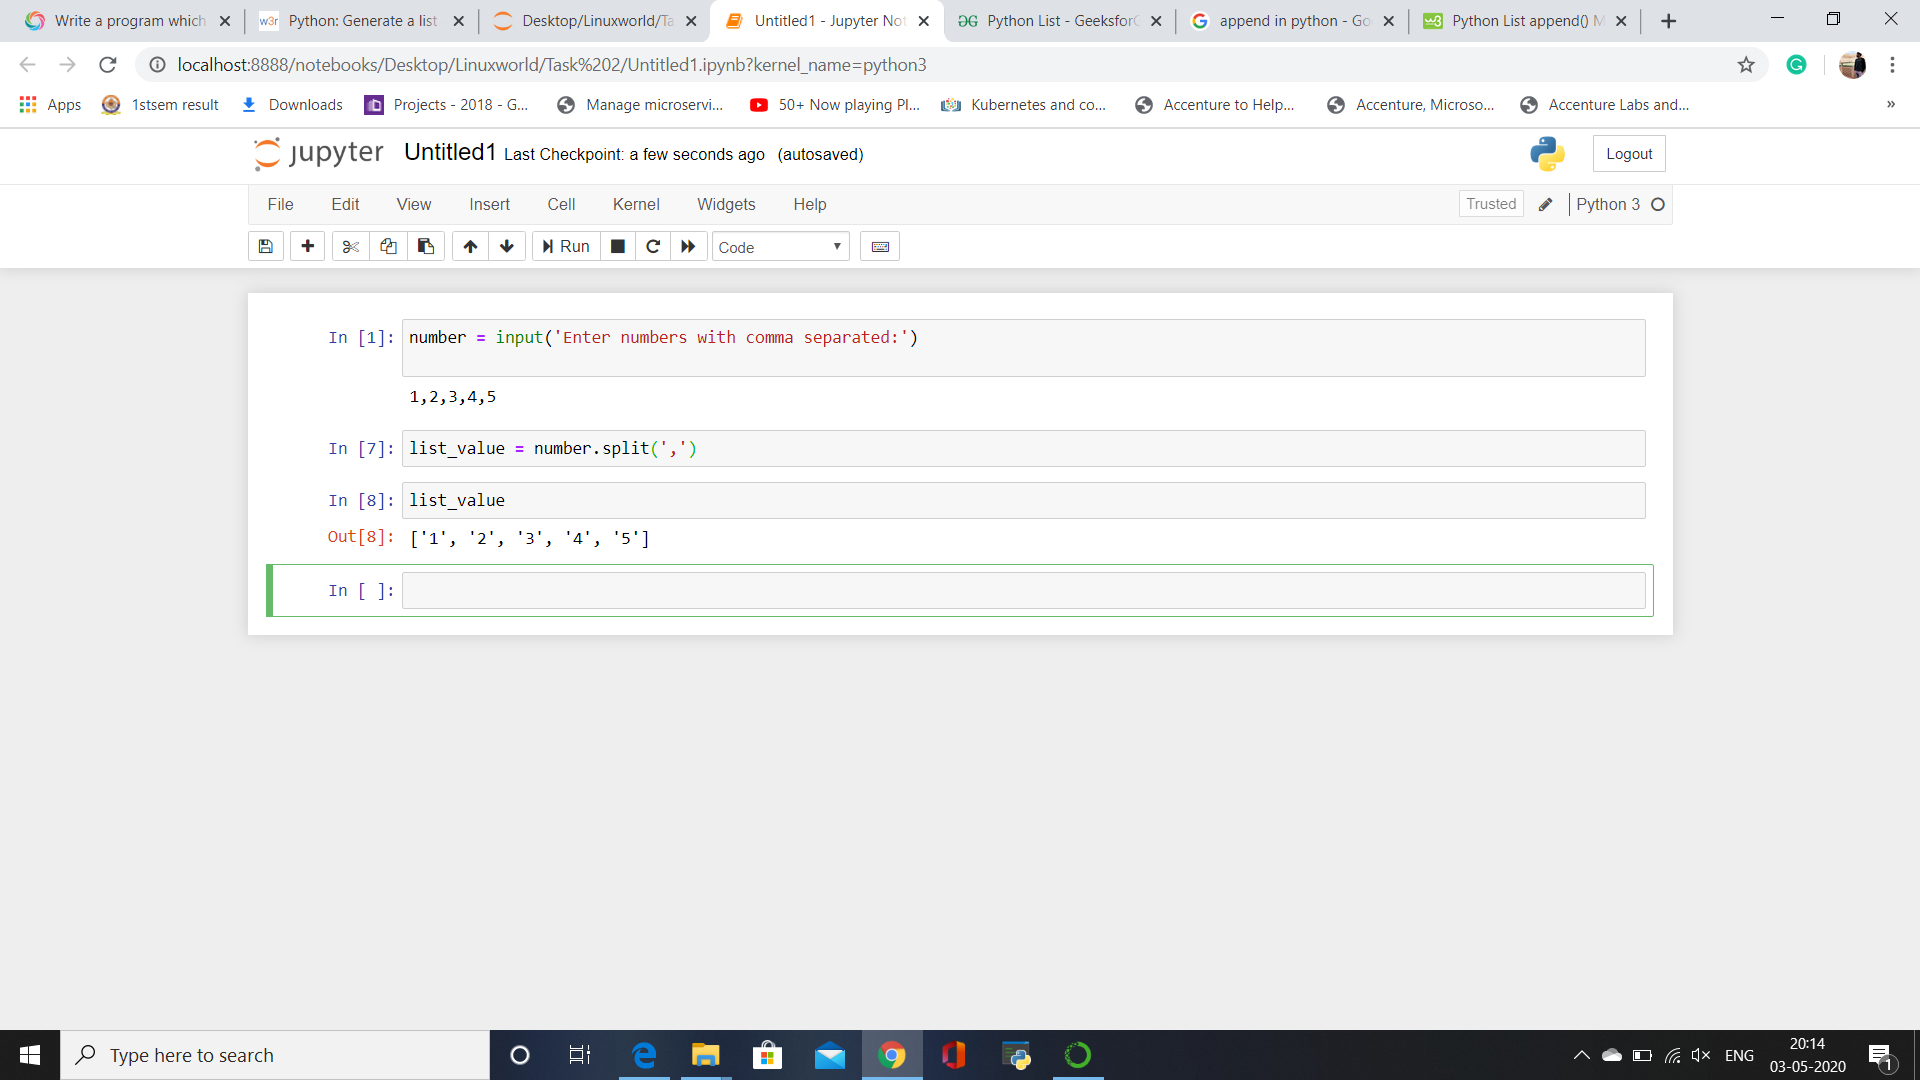 Write a program which
w3r Python: Generate a list
Desktop/Linuxworld/Ta
Untitled1 - Jupyter Not
Python List - GeeksforG
append in python - Go
Python List append() M
localhost:8888/notebooks/Desktop/Linuxworld/Task%202/Untitled1.ipynb?kernel_name=python3
Apps 1stsem result Downloads Projects - 2018 - G... Manage microservi... 50+ Now playing Pl... Kubernetes and co... Accenture to Help... Accenture, Microso... Accenture Labs and... »
jupyter Untitled1 Last Checkpoint: a few seconds ago (autosaved) Logout
File Edit View Insert Cell Kernel Widgets Help Trusted Python 3
Run Code
In [1]: number = input('Enter numbers with comma separated:')
1,2,3,4,5
In [7]: list_value = number.split(',')
In [8]: list_value
Out[8]: ['1', '2', '3', '4', '5']
In [ ]:
Type here to search
ENG
20:14
03-05-2020
1